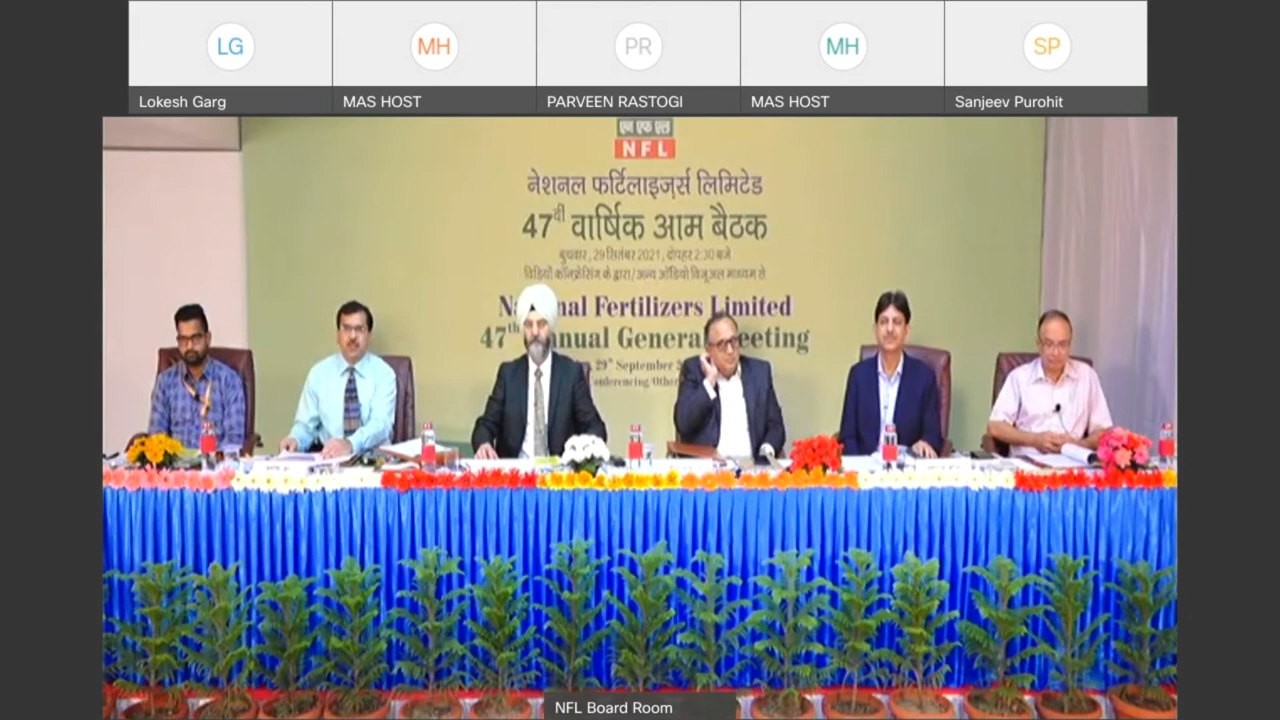 LG
MH
PR
MH
SP
Lokesh Garg
MAS HOST
PARVEEN RASTOGI
MAS HOST
Sanjeev Purohit
एन एफ एल
NFL
नेशनल फर्टिलाइज़र्स लिमिटेड
47वीं वार्षिक आम बैठक
बुधवार, 29 सितंबर 2021, दोपहर 2:30 बजे
विडियो कॉन्फ्रेंसिंग के द्वारा/अन्य ऑडियो विजुअल माध्यम से
Fertilizers Limited
47th Annual General Meeting
29th September
Conferencing/Other
NFL Board Room